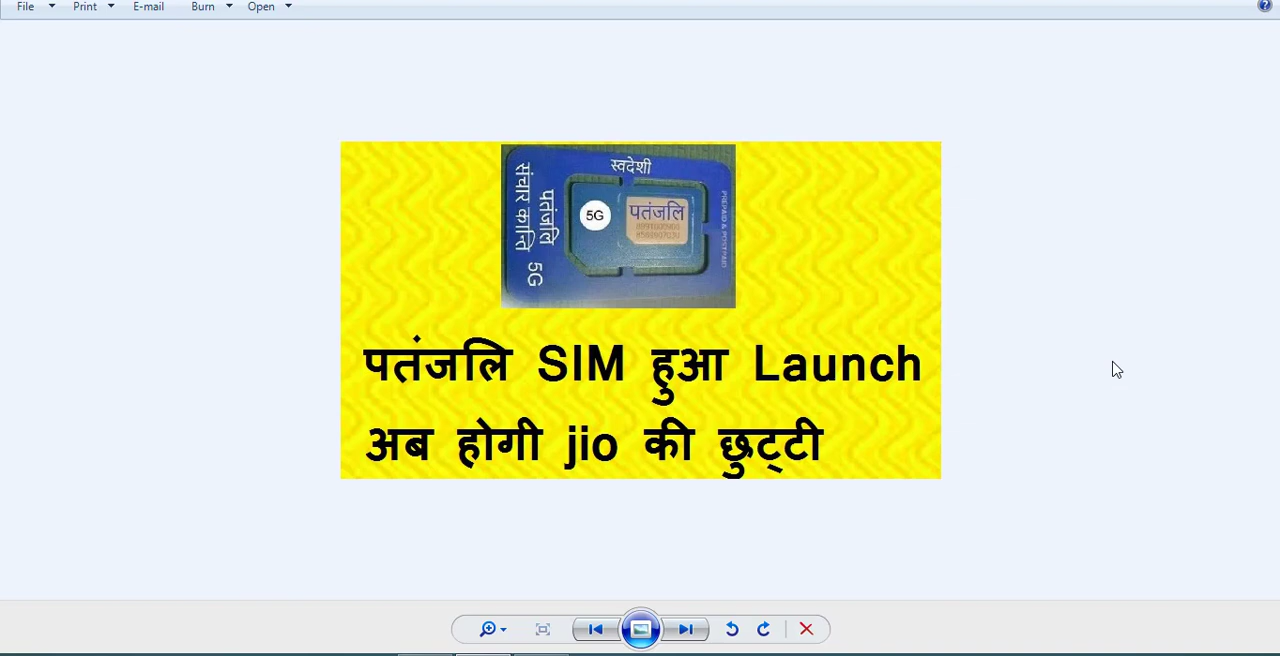 File Print E-mail Burn Open
स्वदेशी
पतंजलि
संचार क्रान्ति 5G
5G
पतंजलि
PREPAID & POSTPAID
पतंजलि SIM हुआ Launch
अब होगी jio की छुट्टी